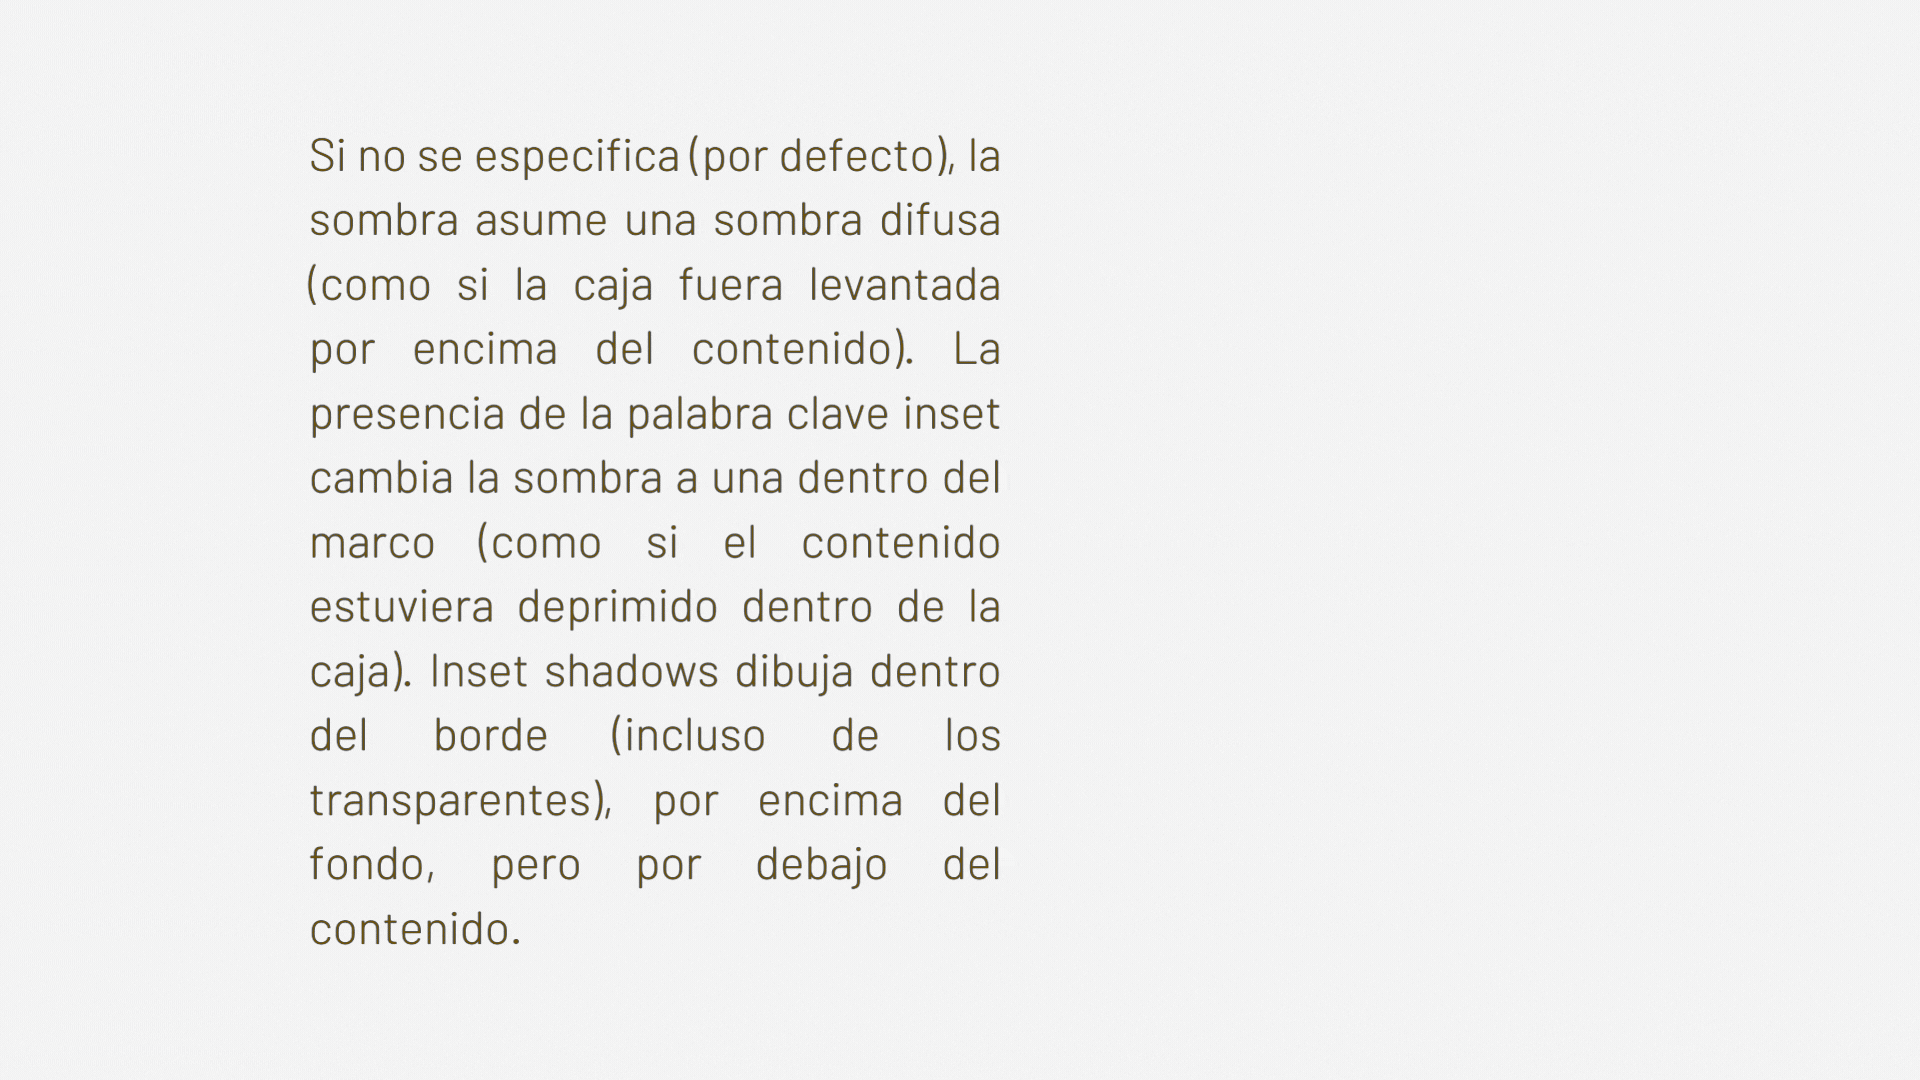 Si no se especifica (por defecto), la
sombra asume una sombra difusa
(como si la caja fuera levantada
por encima del contenido). La
presencia de la palabra clave inset
cambia la sombra a una dentro del
marco (como si el contenido
estuviera deprimido dentro de la
caja). Inset shadows dibuja dentro
del borde (incluso de los
transparentes), por encima del
fondo, pero por debajo del
contenido.